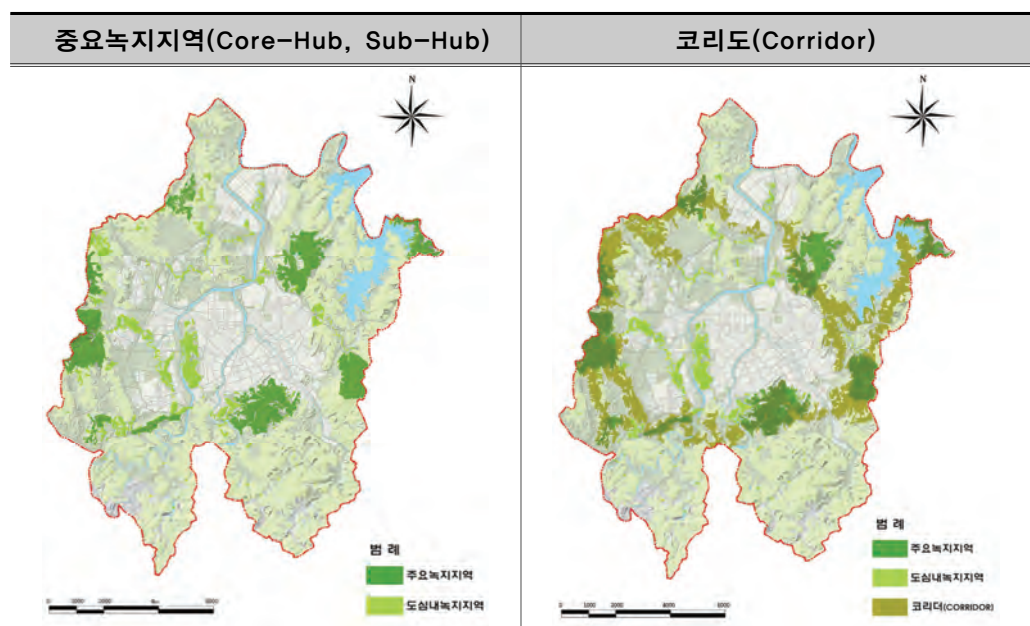 중요녹지지역(Core-Hub, Sub-Hub)
코리도(Corridor)
N
범 례
주요녹지지역
도심내녹지지역
N
범 례
주요녹지지역
도심내녹지지역
코리더(CORRIDOR)